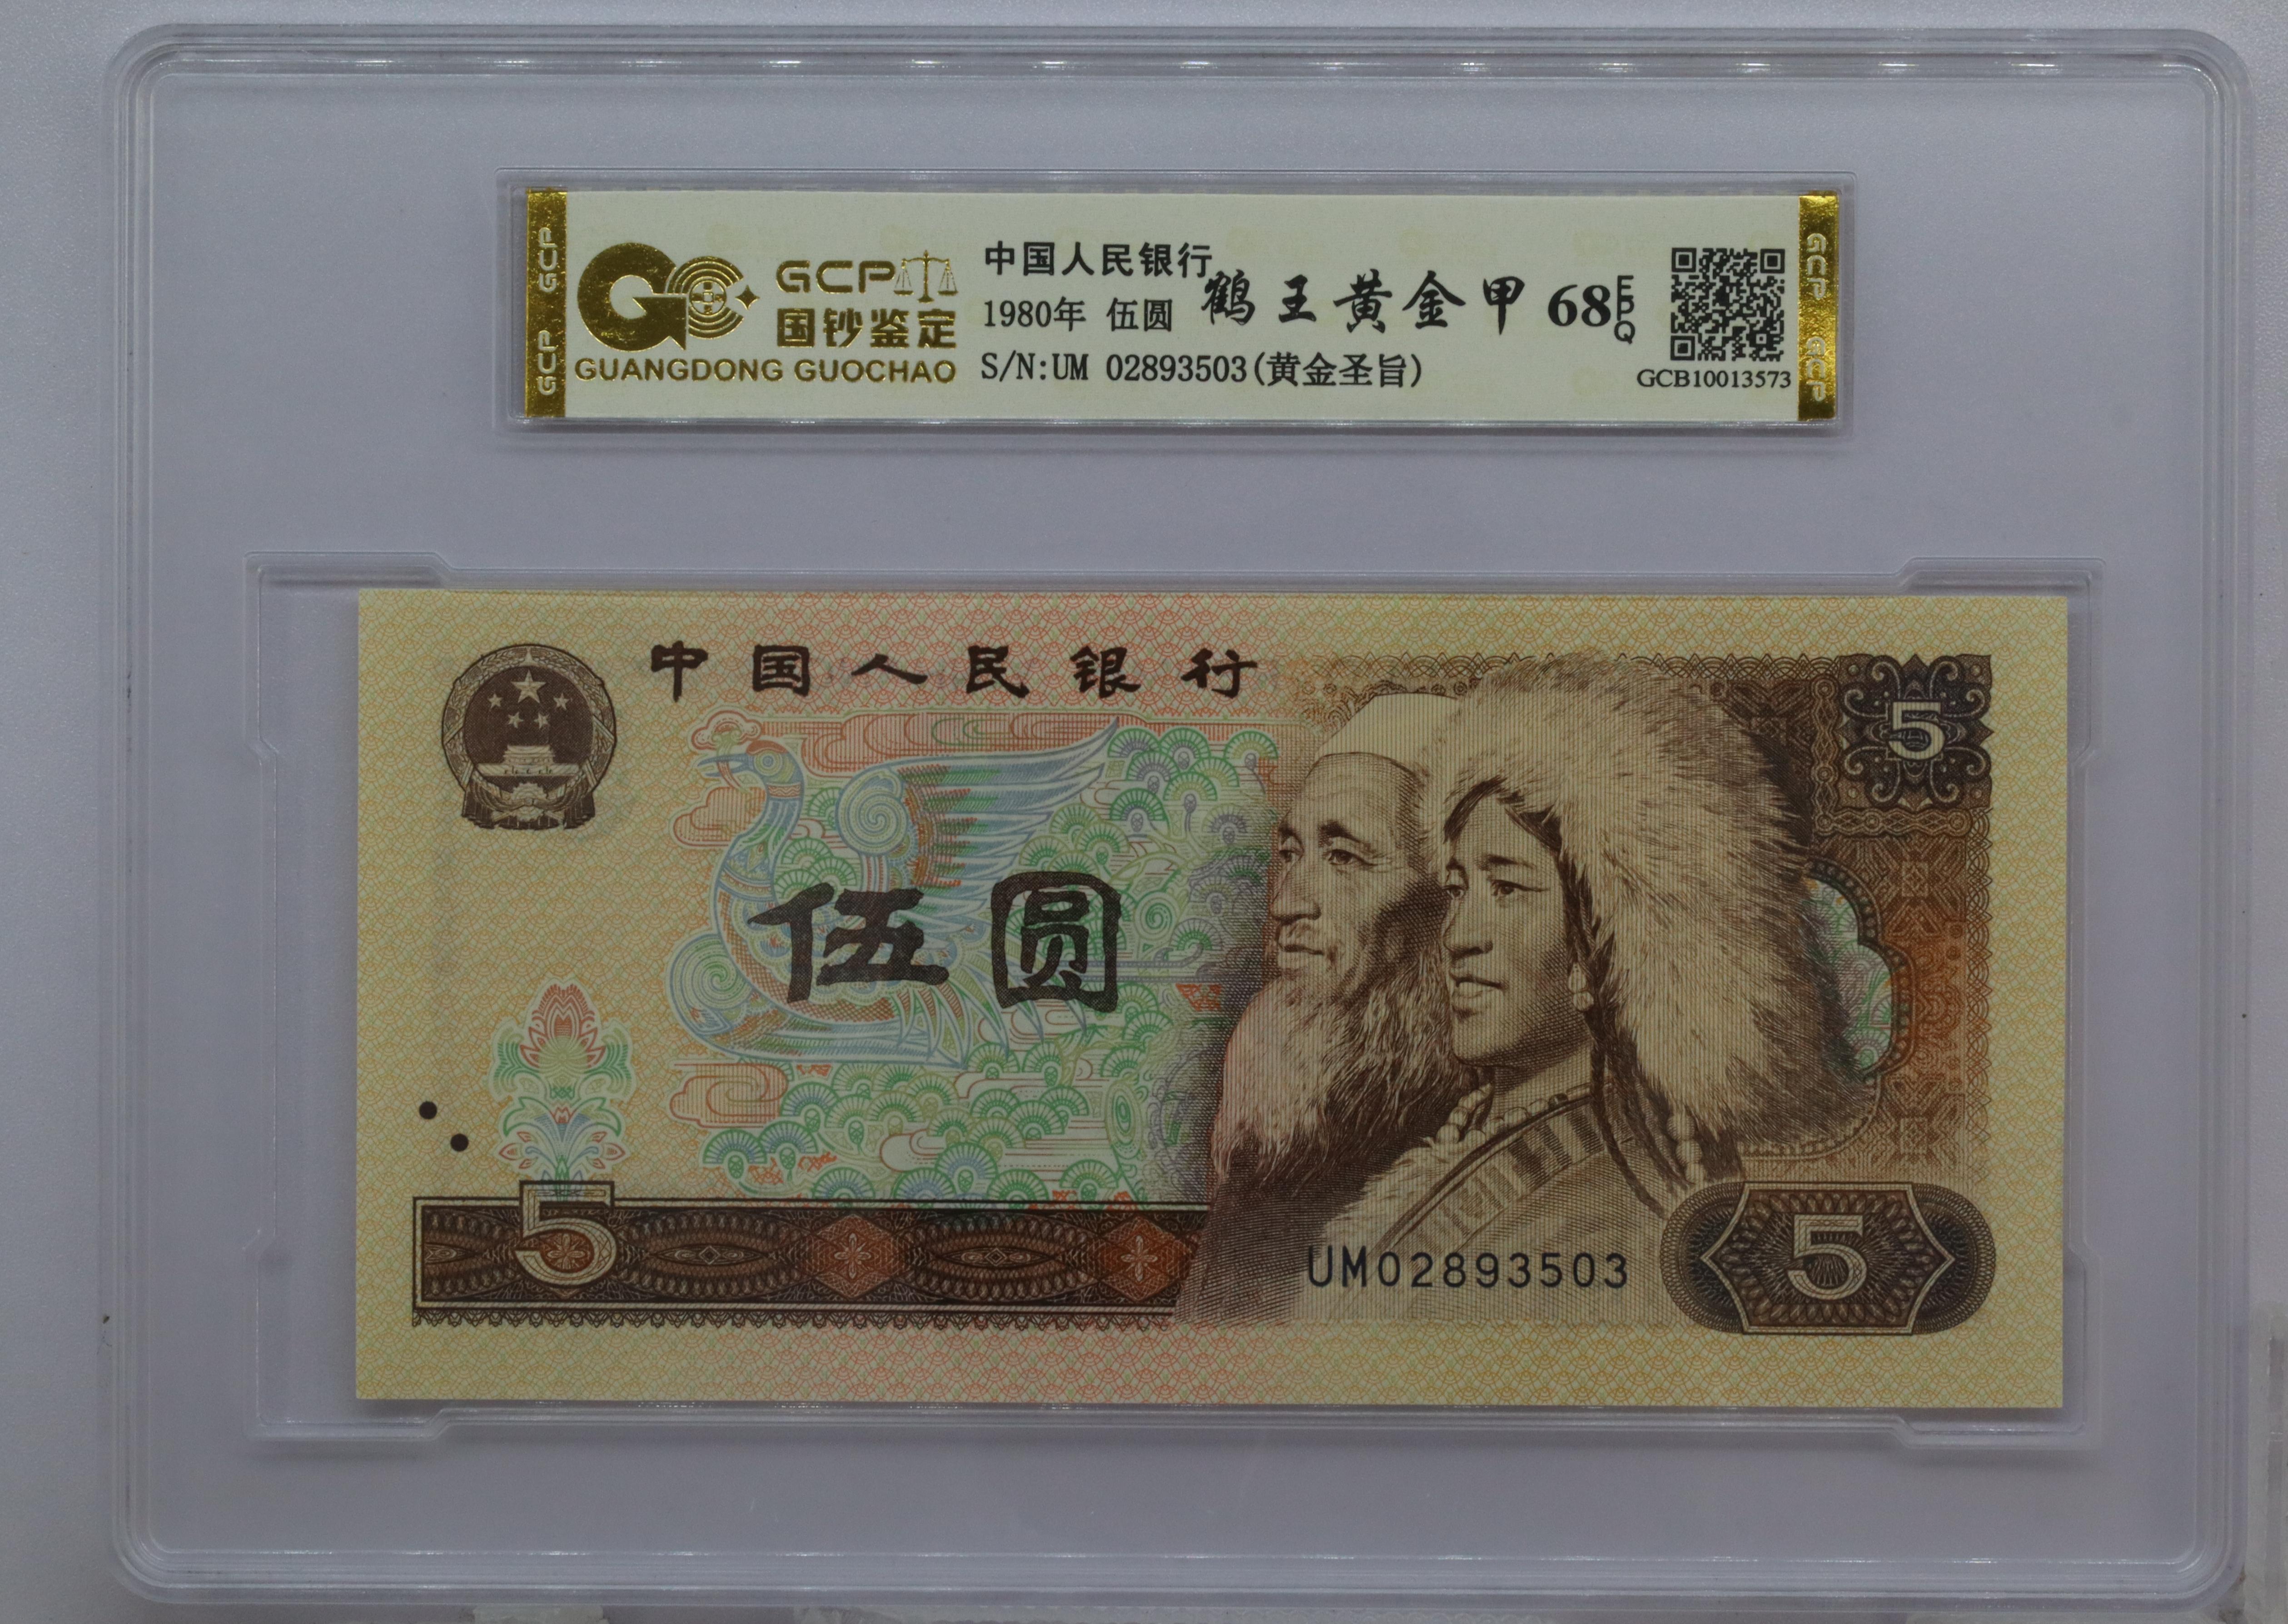 GCP
GCP
GCP
国钞鉴定
GUANGDONG GUOCHAO
中国人民银行
1980年 伍圆
鹤王黄金甲 68 EPQ
S/N:UM 02893503(黄金圣旨)
GCB10013573
GCP
GCP
中国人民银行
5
伍圆
5
UM02893503
5